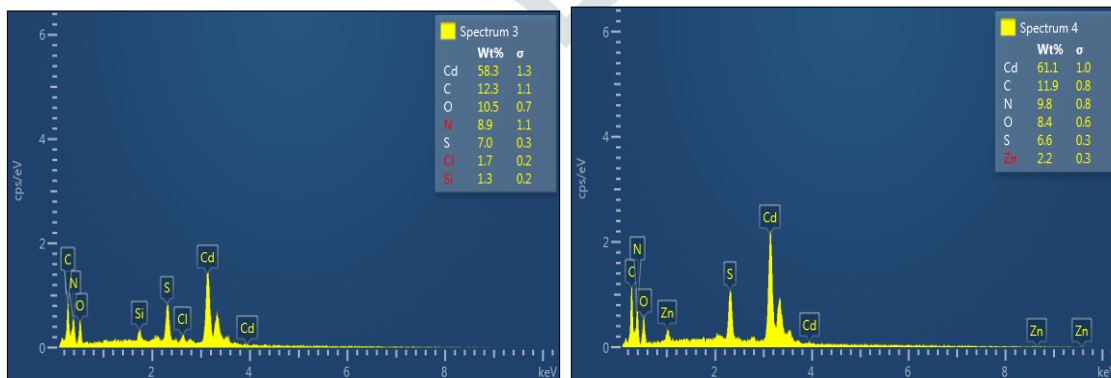 Spectrum 3
Wt% σ
Cd 58.3 1.3
C 12.3 1.1
O 10.5 0.7
N 8.9 1.1
S 7.0 0.3
Cl 1.7 0.2
Si 1.3 0.2
6
4
2
0
cps/eV
C
N
O
Si
S
Cl
Cd
Cd
2 4 6 8 keV
Spectrum 4
Wt% σ
Cd 61.1 1.0
C 11.9 0.8
N 9.8 0.8
O 8.4 0.6
S 6.6 0.3
Zn 2.2 0.3
6
4
2
0
cps/eV
C
N
O
Zn
S
Cd
Cd
Zn
Zn
2 4 6 8 keV